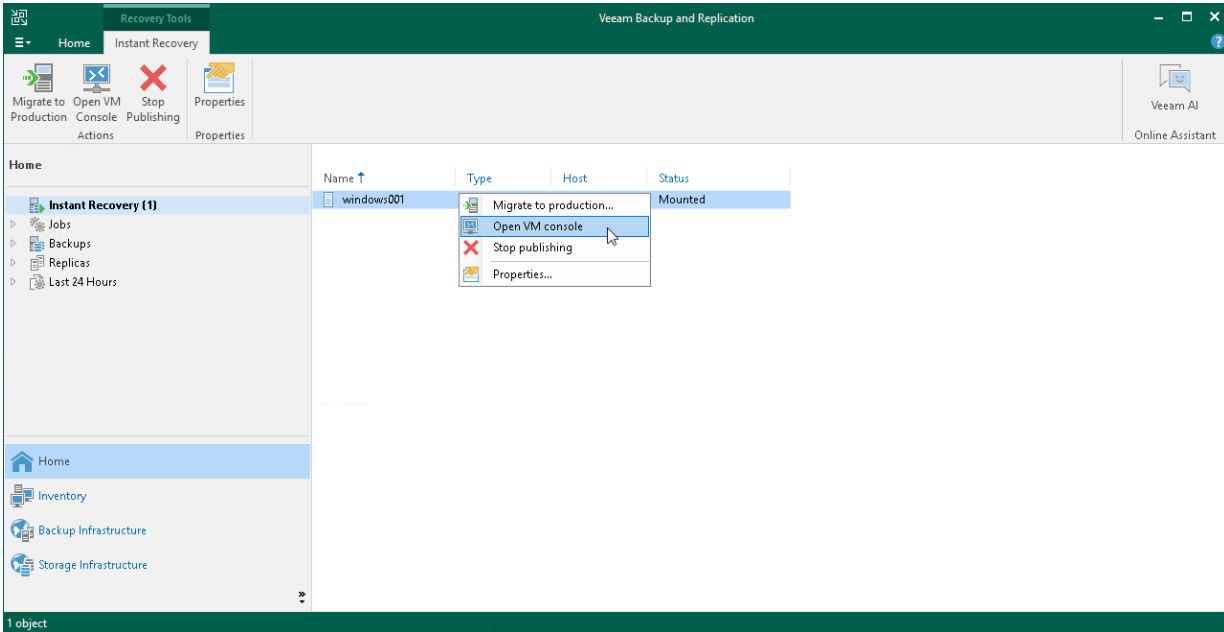 Recovery Tools
Veeam Backup and Replication
Home
Instant Recovery
?
Migrate to Production
Open VM Console
Stop Publishing
Actions
Properties
Properties
Veeam AI
Online Assistant
Home
Instant Recovery (1)
Jobs
Backups
Replicas
Last 24 Hours
Name Type Host Status
windows001 Mounted
Migrate to production...
Open VM console
Stop publishing
Properties...
Home
Inventory
Backup Infrastructure
Storage Infrastructure
1 object